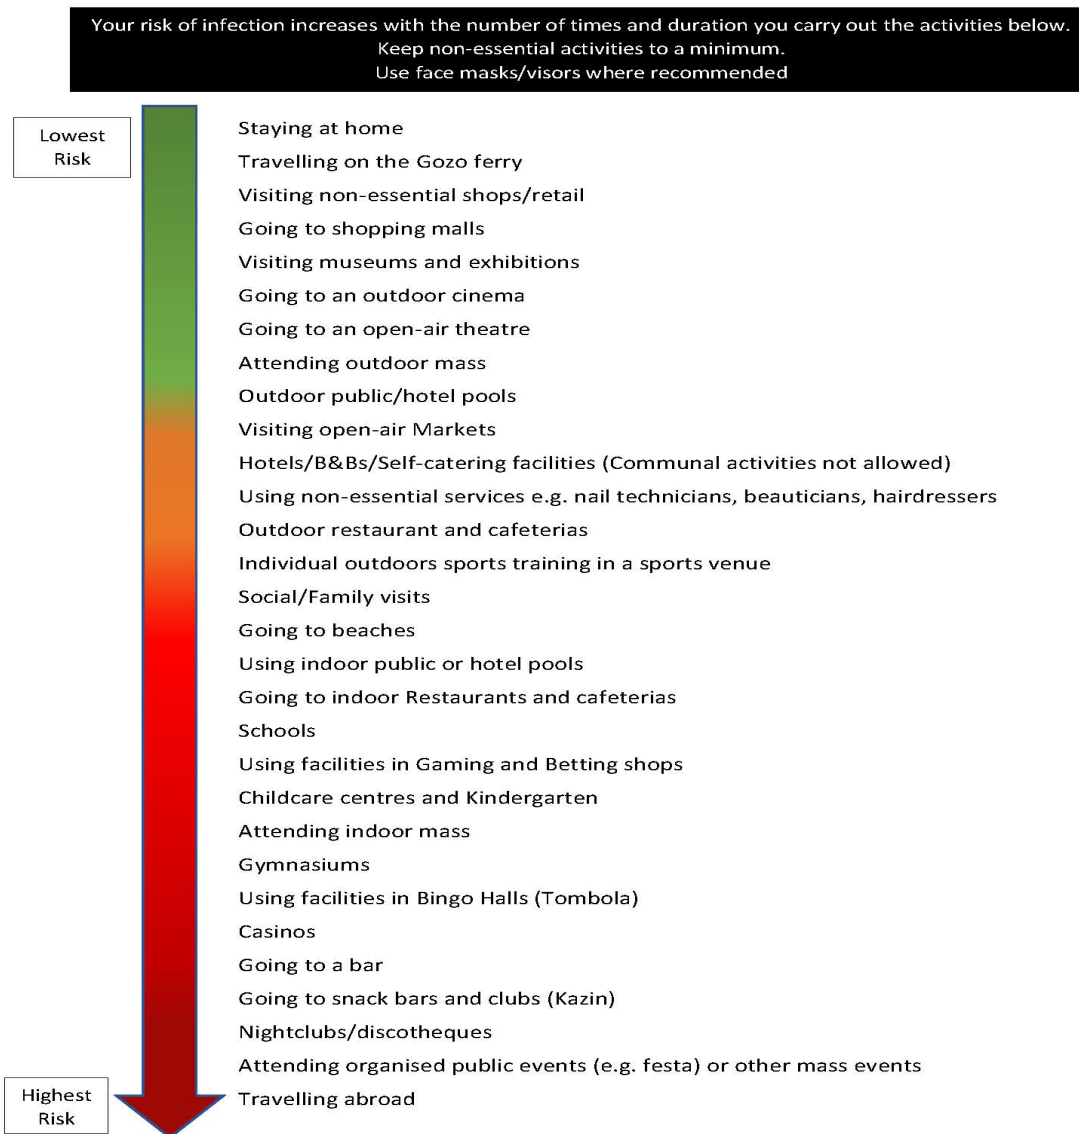 Your risk of infection increases with the number of times and duration you carry out the activities below.
Keep non-essential activities to a minimum.
Use face masks/visors where recommended
Lowest
Risk
Staying at home
Travelling on the Gozo ferry
Visiting non-essential shops/retail
Going to shopping malls
Visiting museums and exhibitions
Going to an outdoor cinema
Going to an open-air theatre
Attending outdoor mass
Outdoor public/hotel pools
Visiting open-air Markets
Hotels/B&Bs/Self-catering facilities (Communal activities not allowed)
Using non-essential services e.g. nail technicians, beauticians, hairdressers
Outdoor restaurant and cafeterias
Individual outdoors sports training in a sports venue
Social/Family visits
Going to beaches
Using indoor public or hotel pools
Going to indoor Restaurants and cafeterias
Schools
Using facilities in Gaming and Betting shops
Childcare centres and Kindergarten
Attending indoor mass
Gymnasiums
Using facilities in Bingo Halls (Tombola)
Casinos
Going to a bar
Going to snack bars and clubs (Kazin)
Nightclubs/discotheques
Attending organised public events (e.g. festa) or other mass events
Highest
Risk
Travelling abroad